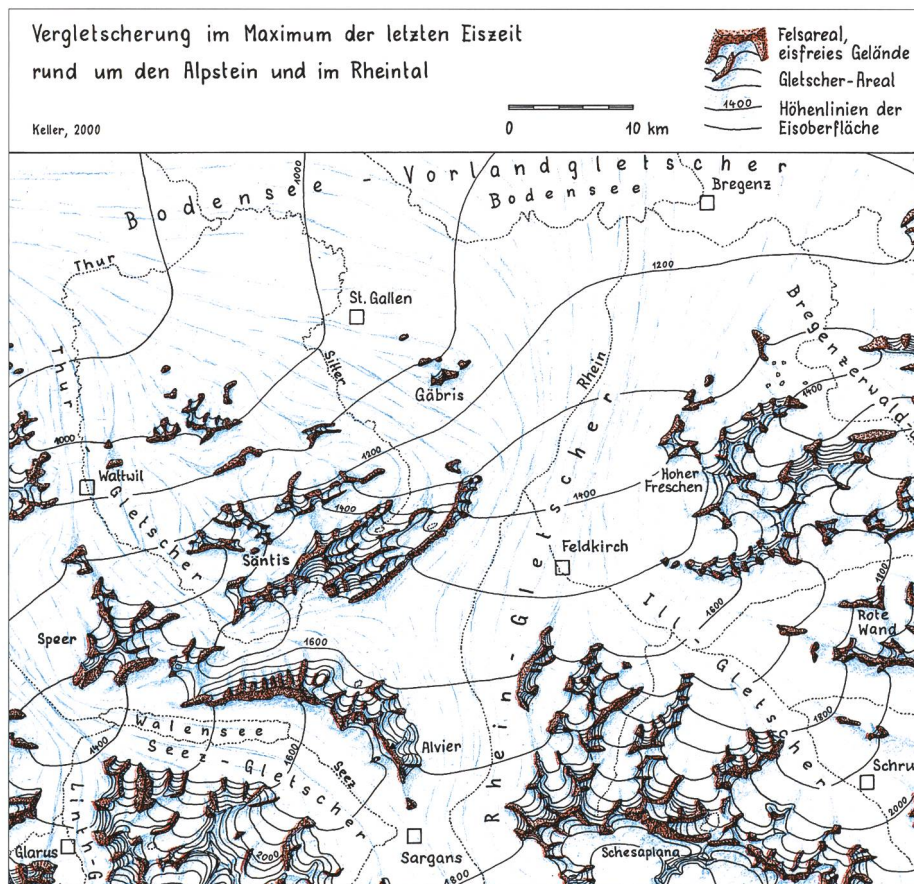 Vergletscherung im Maximum der letzten Eiszeit
rund um den Alpstein und im Rheintal
Keller, 2000
0 10 km
Felsareal,
eisfreies Gelände
Gletscher-Areal
1400
Höhenlinien der
Eisoberfläche
Bodensee-Vorlandgletscher
1000
Bodensee
Bregenz
Thur
1200
St. Gallen
Bregenzerwald
Thur-Gletscher
Sitter
Rhein
Gäbris
1400
1000
1200
Wattwil
Hoher
Freschen
1400
1400
Säntis
Feldkirch
1700
Ill-Gletscher
1600
Rote
Wand
Speer
1600
Rhein-Gletscher
Walensee
1800
1400
Seez-Gletscher
1600
Alvier
Seez
Schru
Linth-G
2000
Glarus
2000
Sargans
Schesaplana
1800